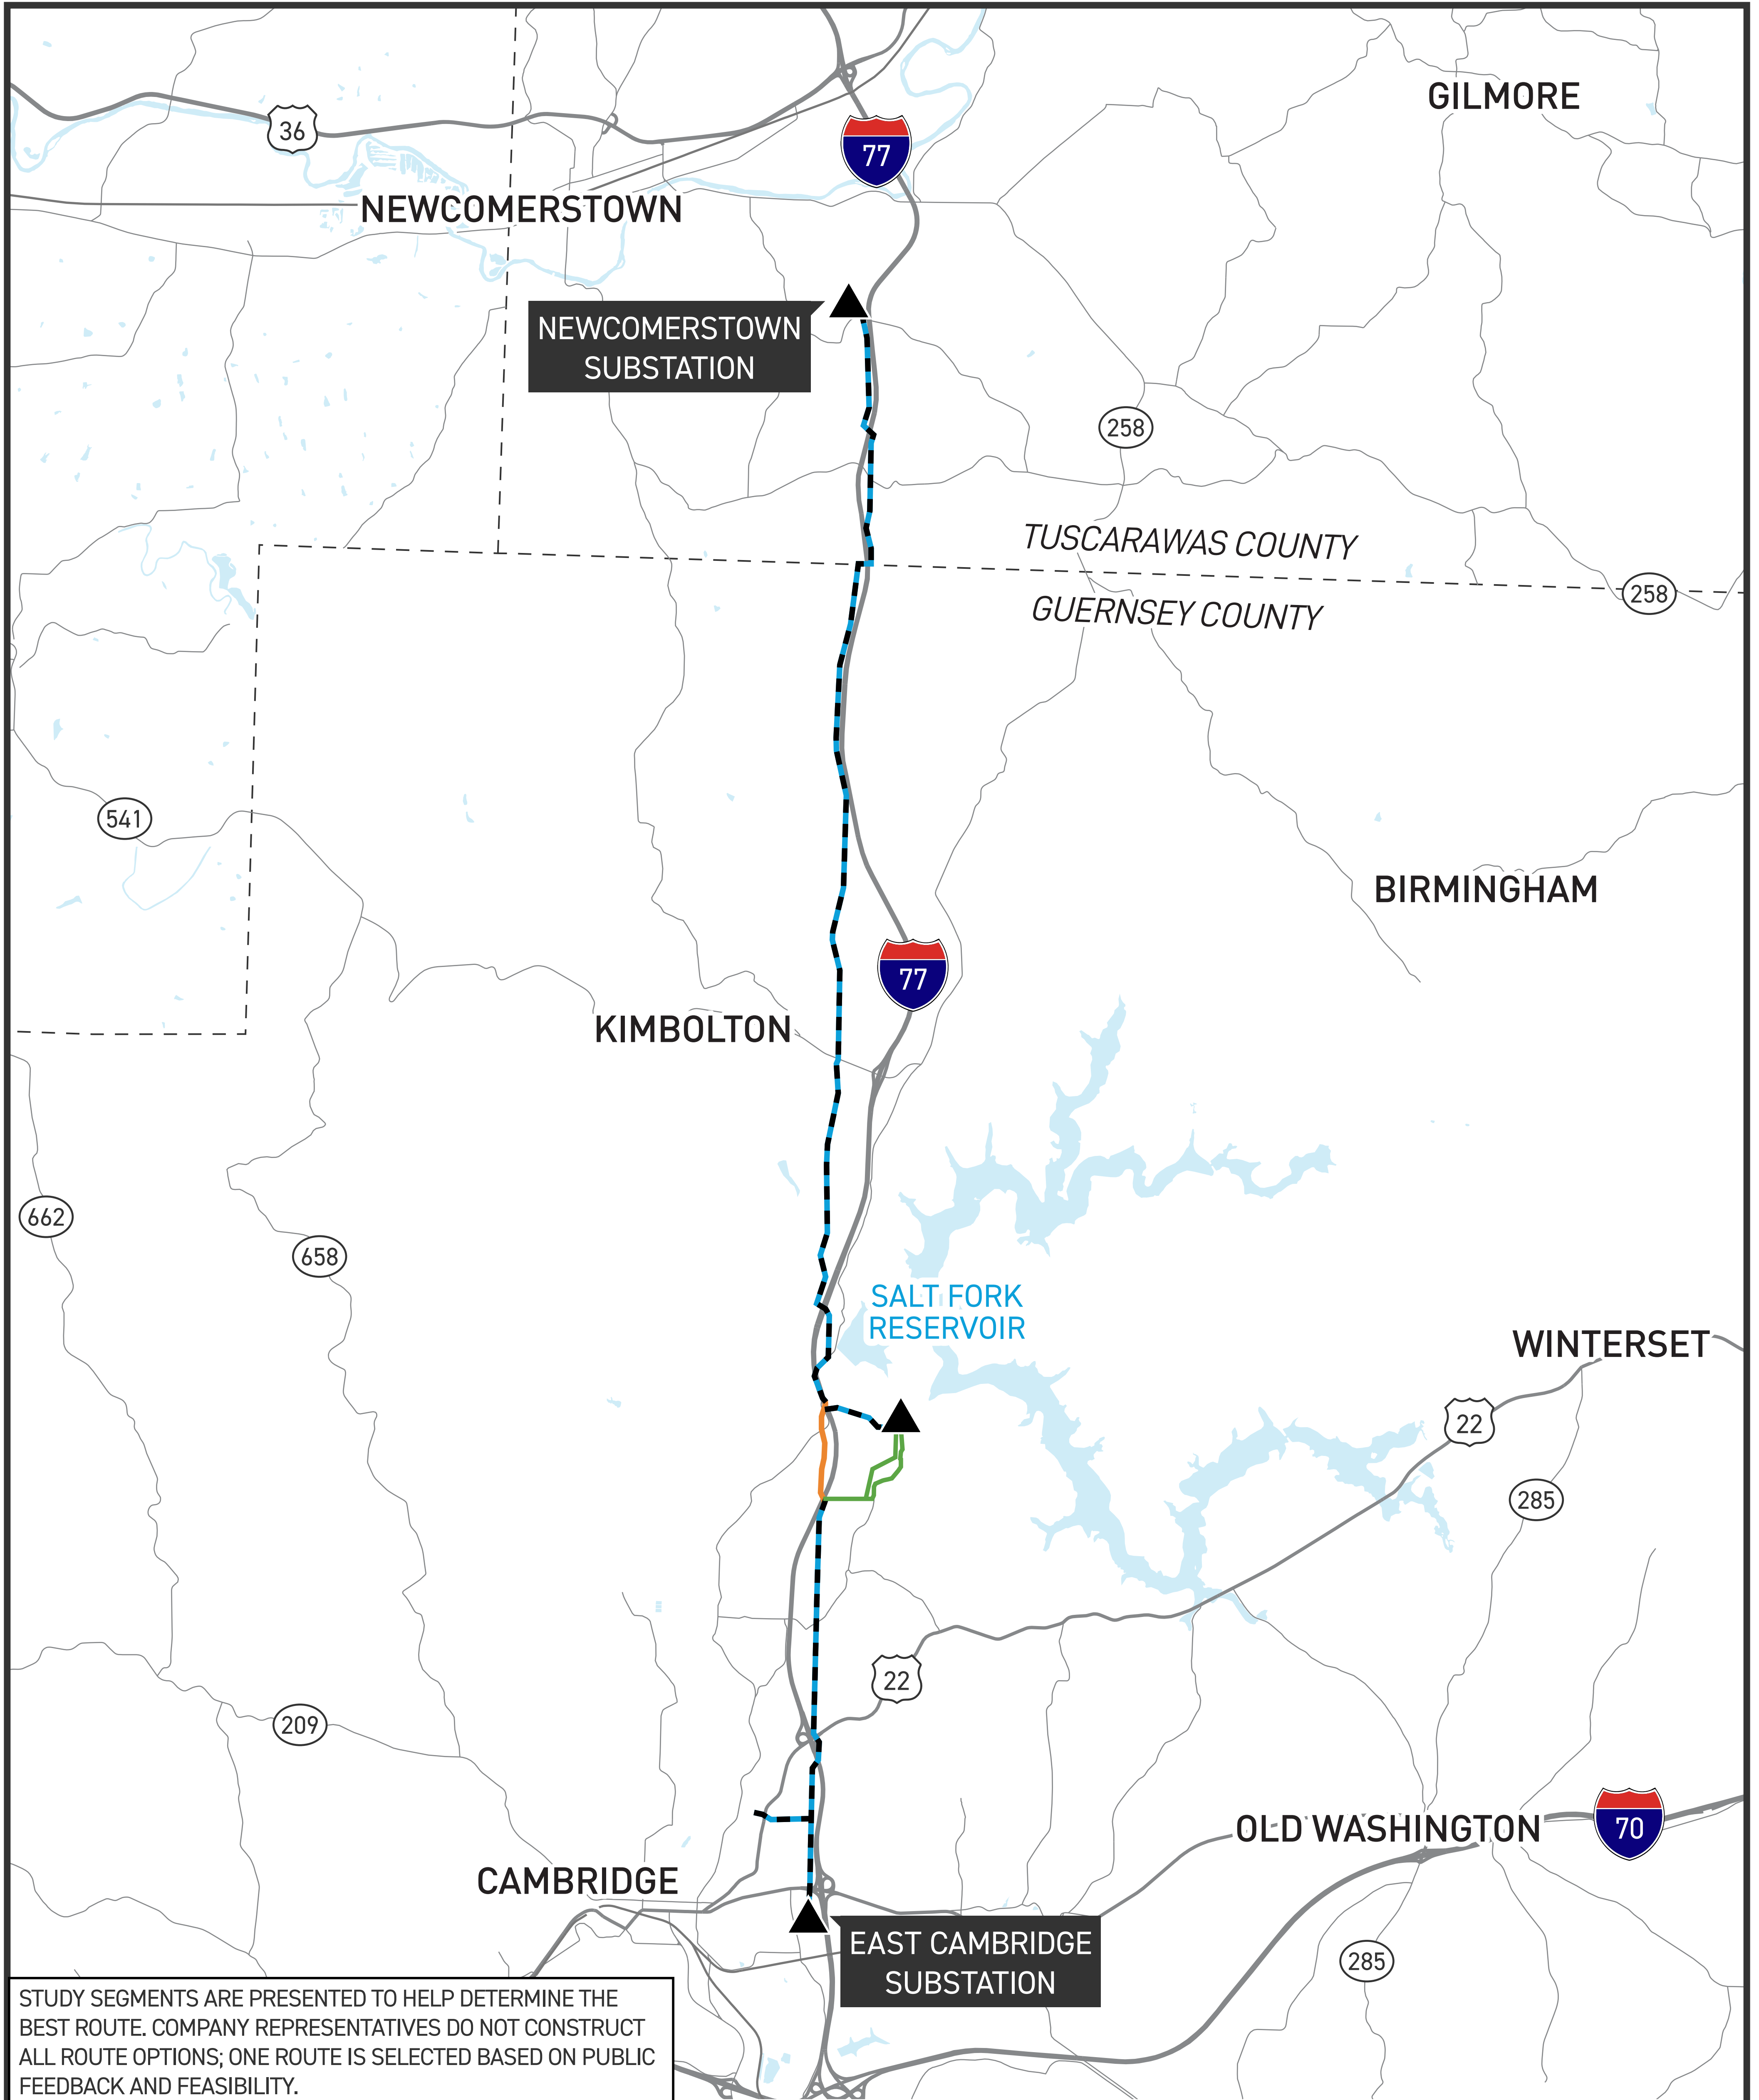 GILMORE
36
77
NEWCOMERSTOWN
NEWCOMERSTOWN
SUBSTATION
258
TUSCARAWAS COUNTY
258
GUERNSEY COUNTY
541
BIRMINGHAM
77
KIMBOLTON
662
658
SALT FORK
RESERVOIR
WINTERSET
22
285
22
209
OLD WASHINGTON
70
CAMBRIDGE
EAST CAMBRIDGE
SUBSTATION
285
STUDY SEGMENTS ARE PRESENTED TO HELP DETERMINE THE
BEST ROUTE. COMPANY REPRESENTATIVES DO NOT CONSTRUCT
ALL ROUTE OPTIONS; ONE ROUTE IS SELECTED BASED ON PUBLIC
FEEDBACK AND FEASIBILITY.